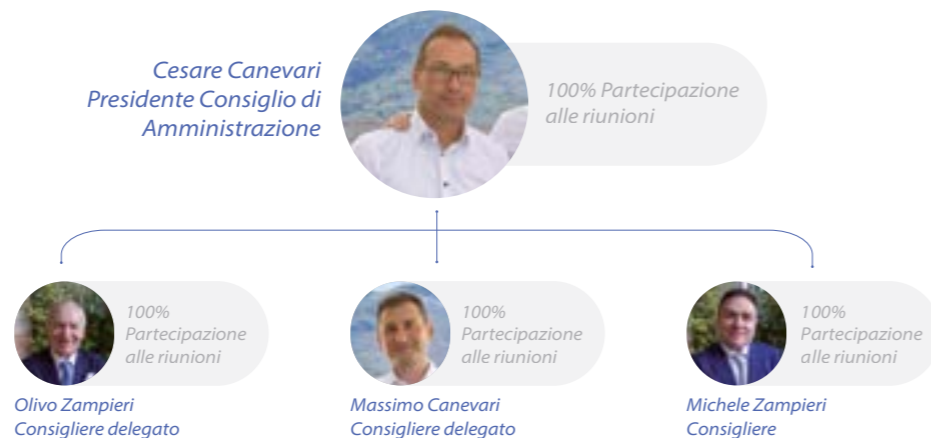 Cesare Canevari
Presidente Consiglio di
Amministrazione
100% Partecipazione
alle riunioni
100%
Partecipazione
alle riunioni
Olivo Zampieri
Consigliere delegato
100%
Partecipazione
alle riunioni
Massimo Canevari
Consigliere delegato
100%
Partecipazione
alle riunioni
Michele Zampieri
Consigliere